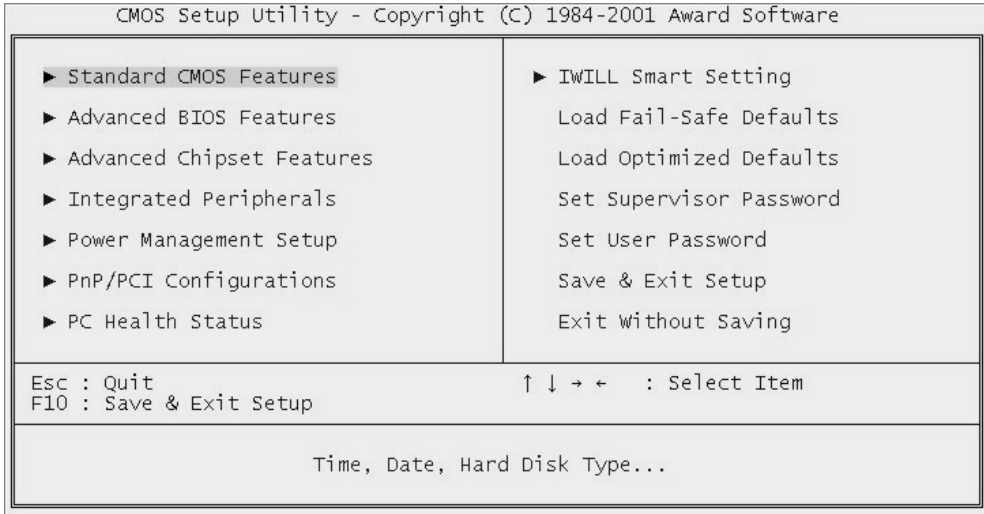 CMOS Setup Utility - Copyright (C) 1984-2001 Award Software
▶ Standard CMOS Features
▶ Advanced BIOS Features
▶ Advanced Chipset Features
▶ Integrated Peripherals
▶ Power Management Setup
▶ PnP/PCI Configurations
▶ PC Health Status
▶ IWILL Smart Setting
Load Fail-Safe Defaults
Load Optimized Defaults
Set Supervisor Password
Set User Password
Save & Exit Setup
Exit Without Saving
Esc : Quit
F10 : Save & Exit Setup
↑ ↓ → ← : Select Item
Time, Date, Hard Disk Type...